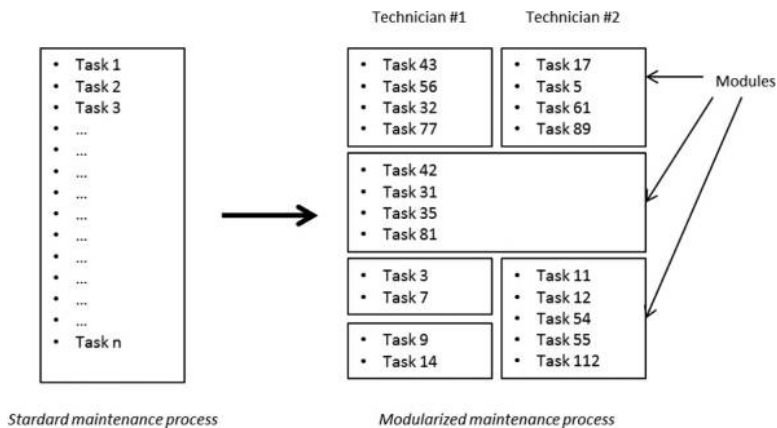 Technician #1
Technician #2
• Task 1
• Task 2
• Task 3
• ...
• ...
• ...
• ...
• ...
• ...
• ...
• ...
• ...
• ...
• Task n
• Task 43
• Task 56
• Task 32
• Task 77
• Task 17
• Task 5
• Task 61
• Task 89
Modules
• Task 42
• Task 31
• Task 35
• Task 81
• Task 3
• Task 7
• Task 9
• Task 14
• Task 11
• Task 12
• Task 54
• Task 55
• Task 112
Standard maintenance process
Modularized maintenance process